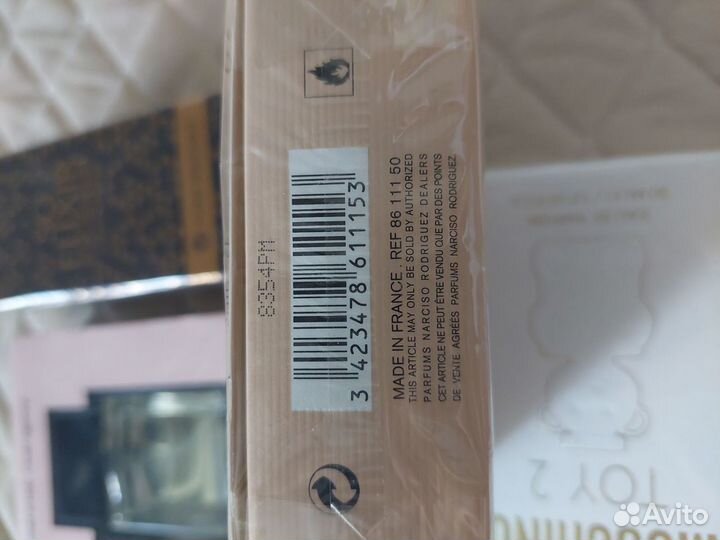 8354PM
3 423478 611153
MADE IN FRANCE . REF 86 111 50
THIS ARTICLE MAY ONLY BE SOLD BY AUTHORIZED
PARFUMS NARCISO RODRIGUEZ DEALERS
CET ARTICLE NE PEUT ÊTRE VENDU QUE PAR DES POINTS
DE VENTE AGRÉÉS PARFUMS NARCISO RODRIGUEZ
TOY 2
MOSCHINO
Avito